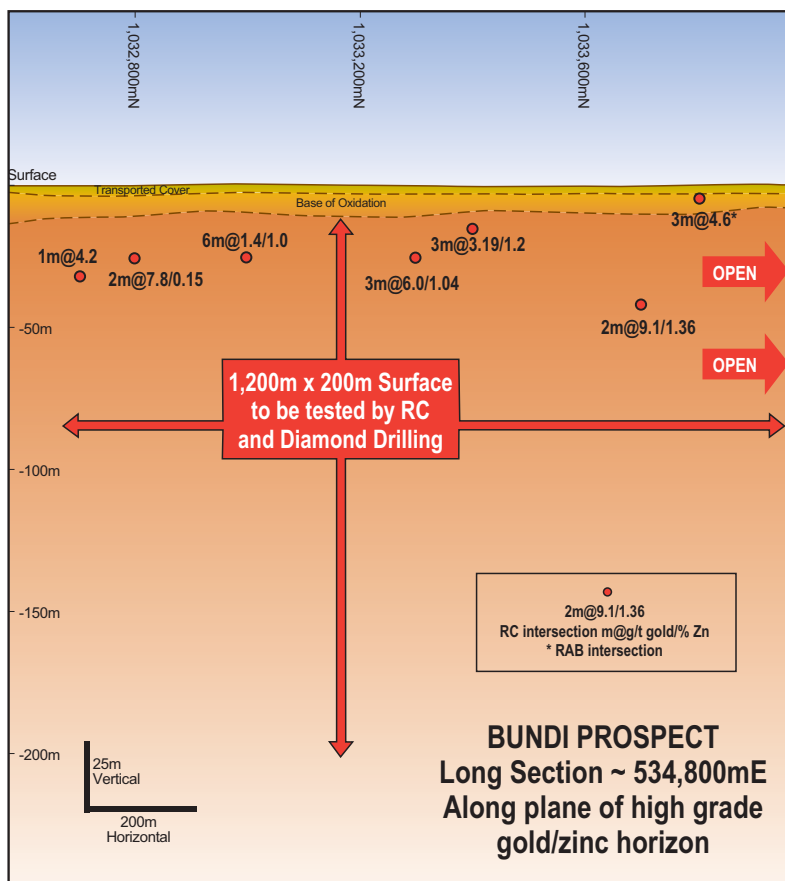 1,032,800mN
1,033,200mN
1,033,600mN
Surface
Transported Cover
Base of Oxidation
3m@4.6*
6m@1.4/1.0
3m@3.19/1.2
1m@4.2
2m@7.8/0.15
3m@6.0/1.04
OPEN
-50m
2m@9.1/1.36
OPEN
1,200m x 200m Surface
to be tested by RC
and Diamond Drilling
-100m
-150m
2m@9.1/1.36
RC intersection m@g/t gold/% Zn
* RAB intersection
-200m
25m
Vertical
200m
Horizontal
BUNDI PROSPECT
Long Section ~ 534,800mE
Along plane of high grade
gold/zinc horizon